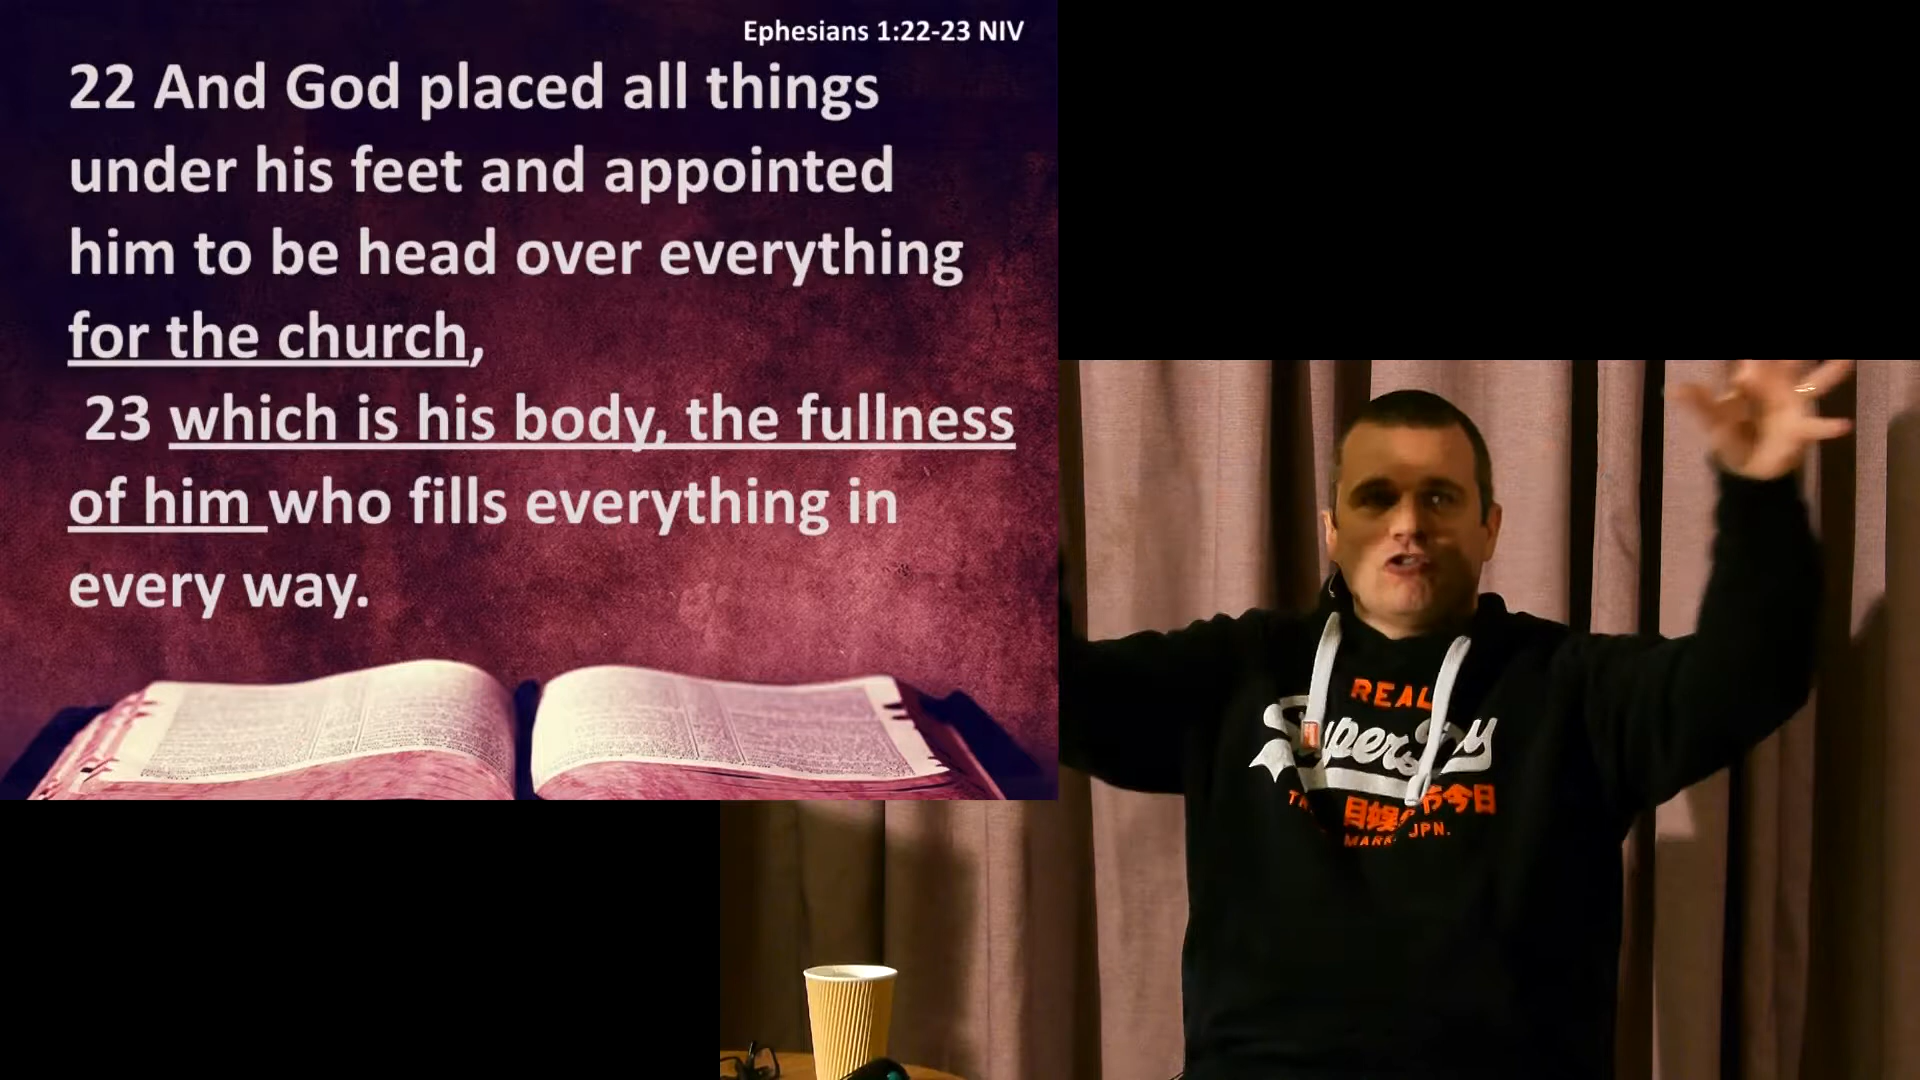 Ephesians 1:22-23 NIV
22 And God placed all things
under his feet and appointed
him to be head over everything
for the church,
23 which is his body, the fullness
of him who fills everything in
every way.
REAL
JPN.